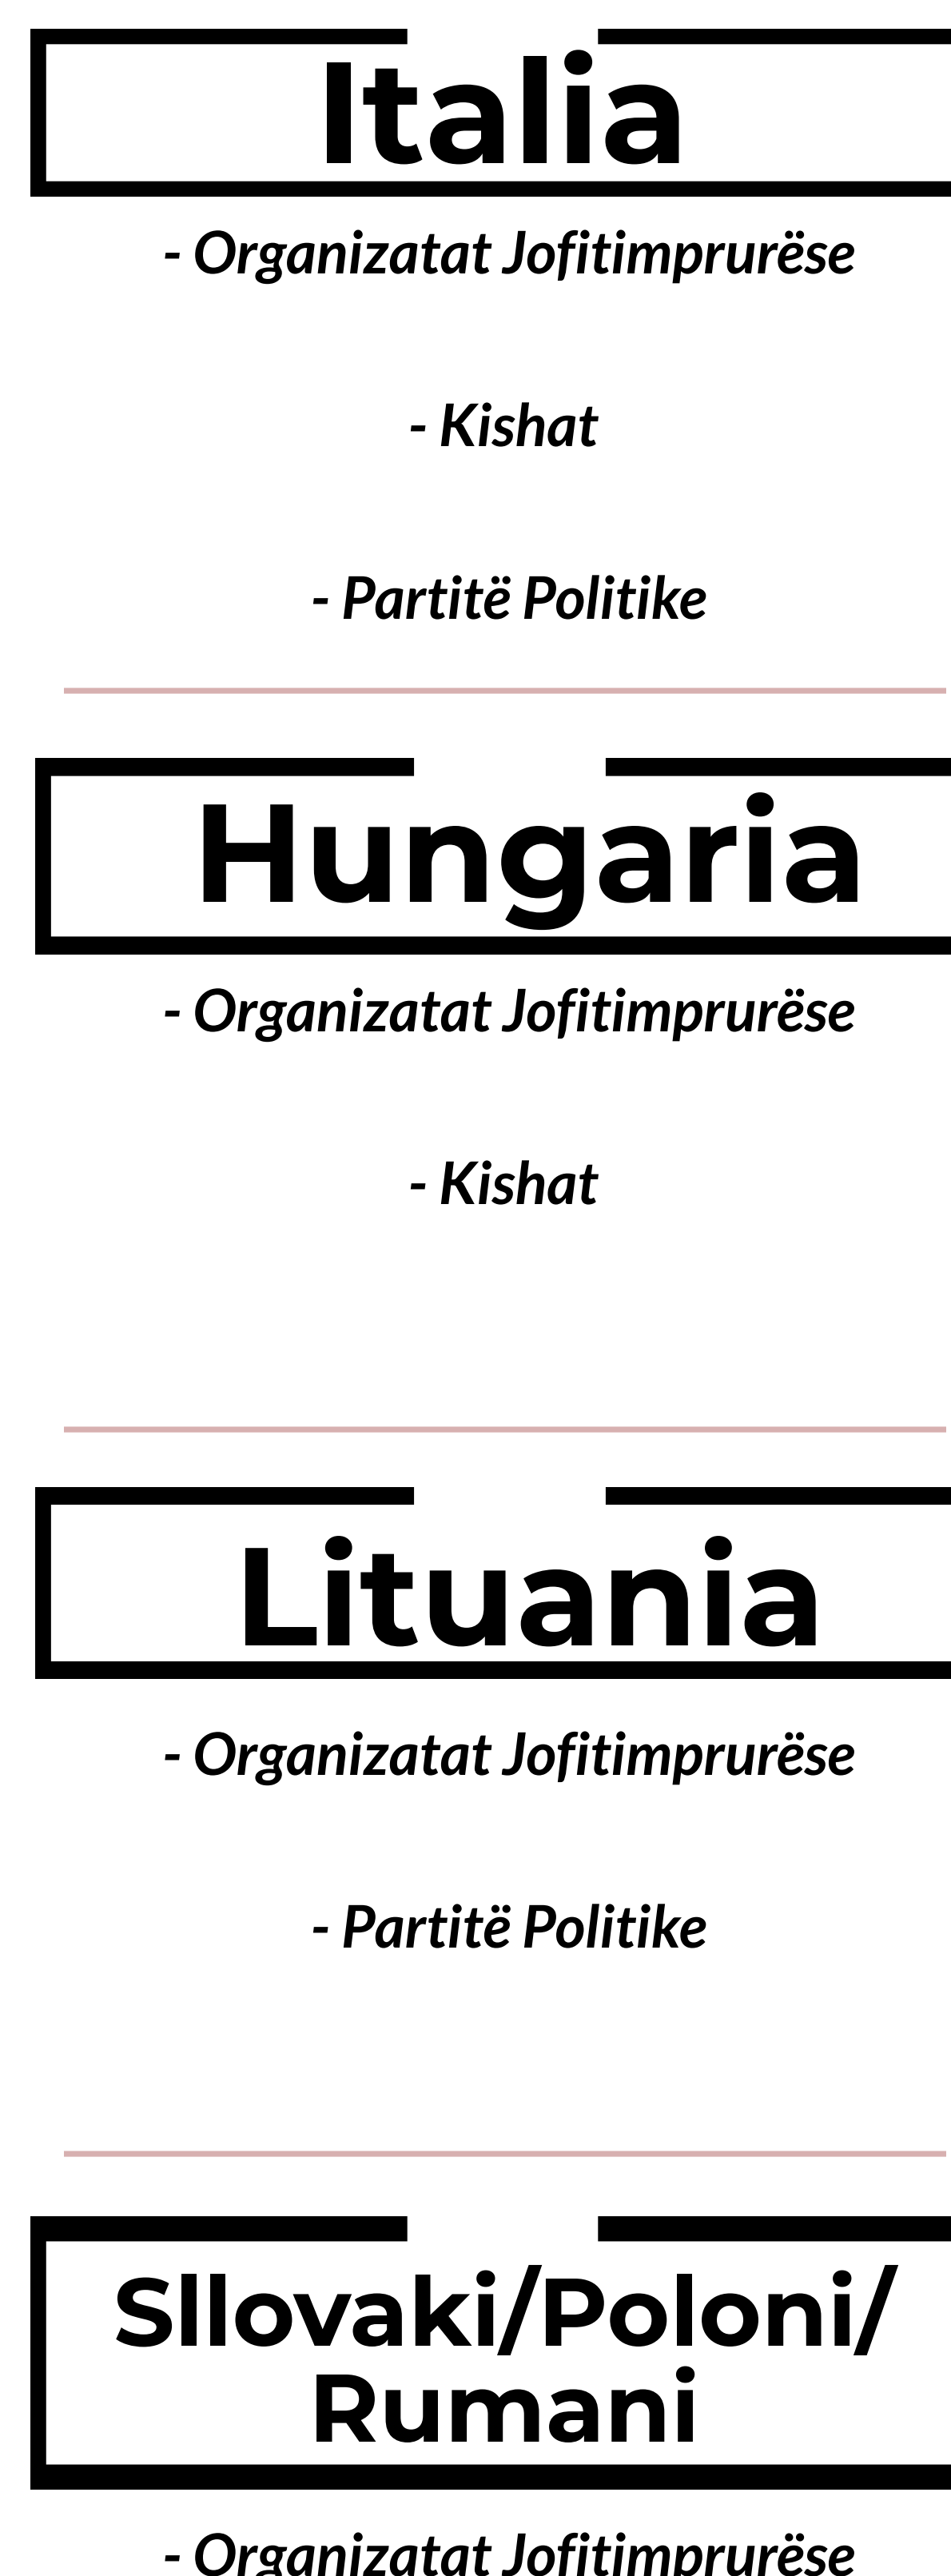 Italia
- Organizatat Jofitimprurëse
- Kishat
- Partitë Politike
Hungaria
- Organizatat Jofitimprurëse
- Kishat
Lituania
- Organizatat Jofitimprurëse
- Partitë Politike
Sllovaki/Poloni/
Rumani
- Organizatat Jofitimprurëse